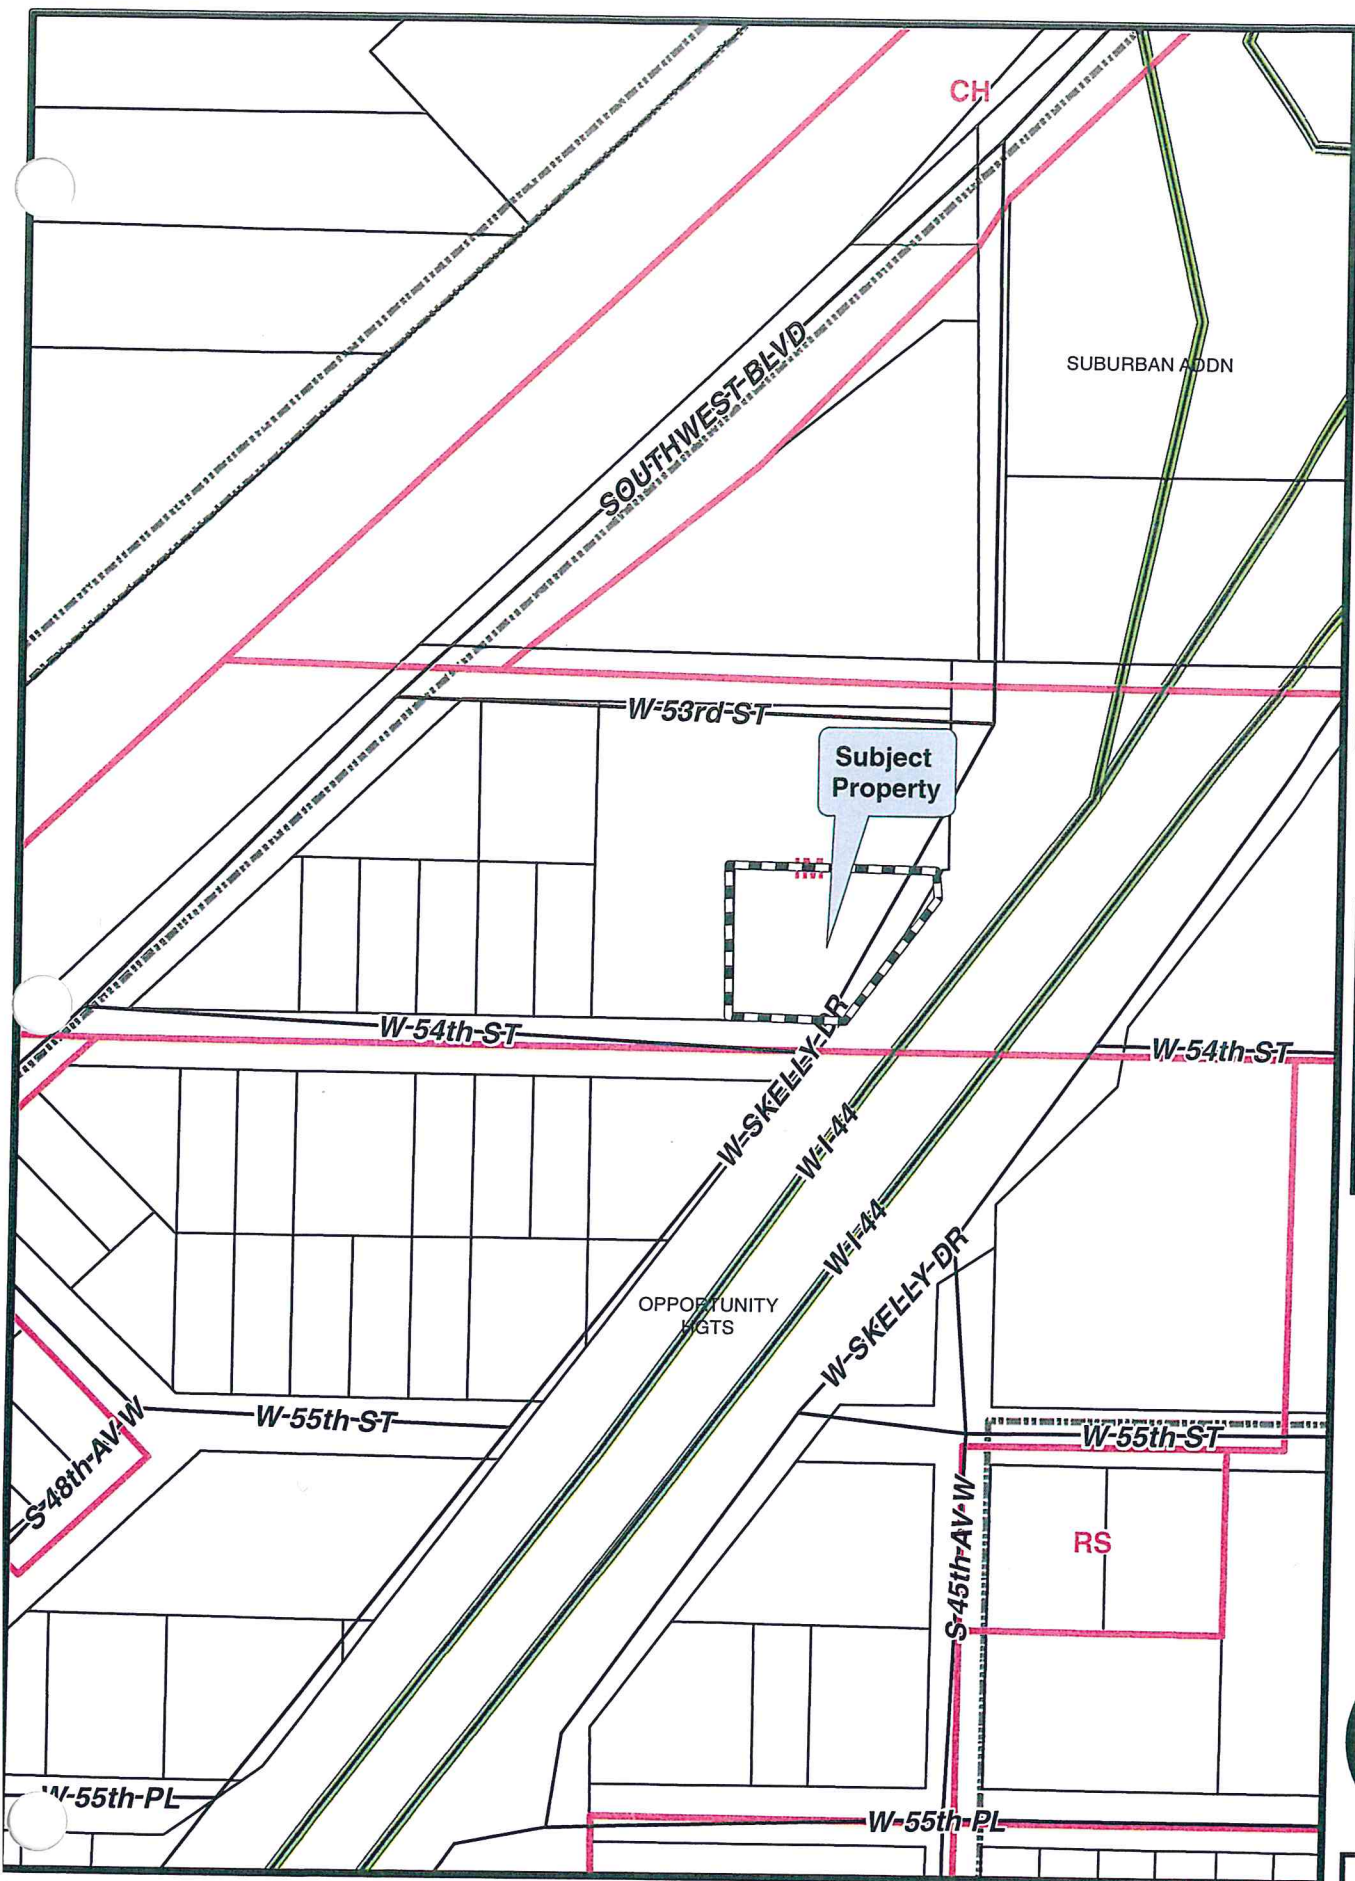 CH
SUBURBAN ADDN
SOUTHWEST BLVD
W 53rd ST
Subject
Property
IM
W 54th ST
W 54th ST
W SKELLY DR
W I-44
W I-44
W SKELLY DR
OPPORTUNITY
HGTS
S 48th AV W
W 55th ST
W 55th ST
S 45th AV W
RS
W 55th PL
W 55th PL